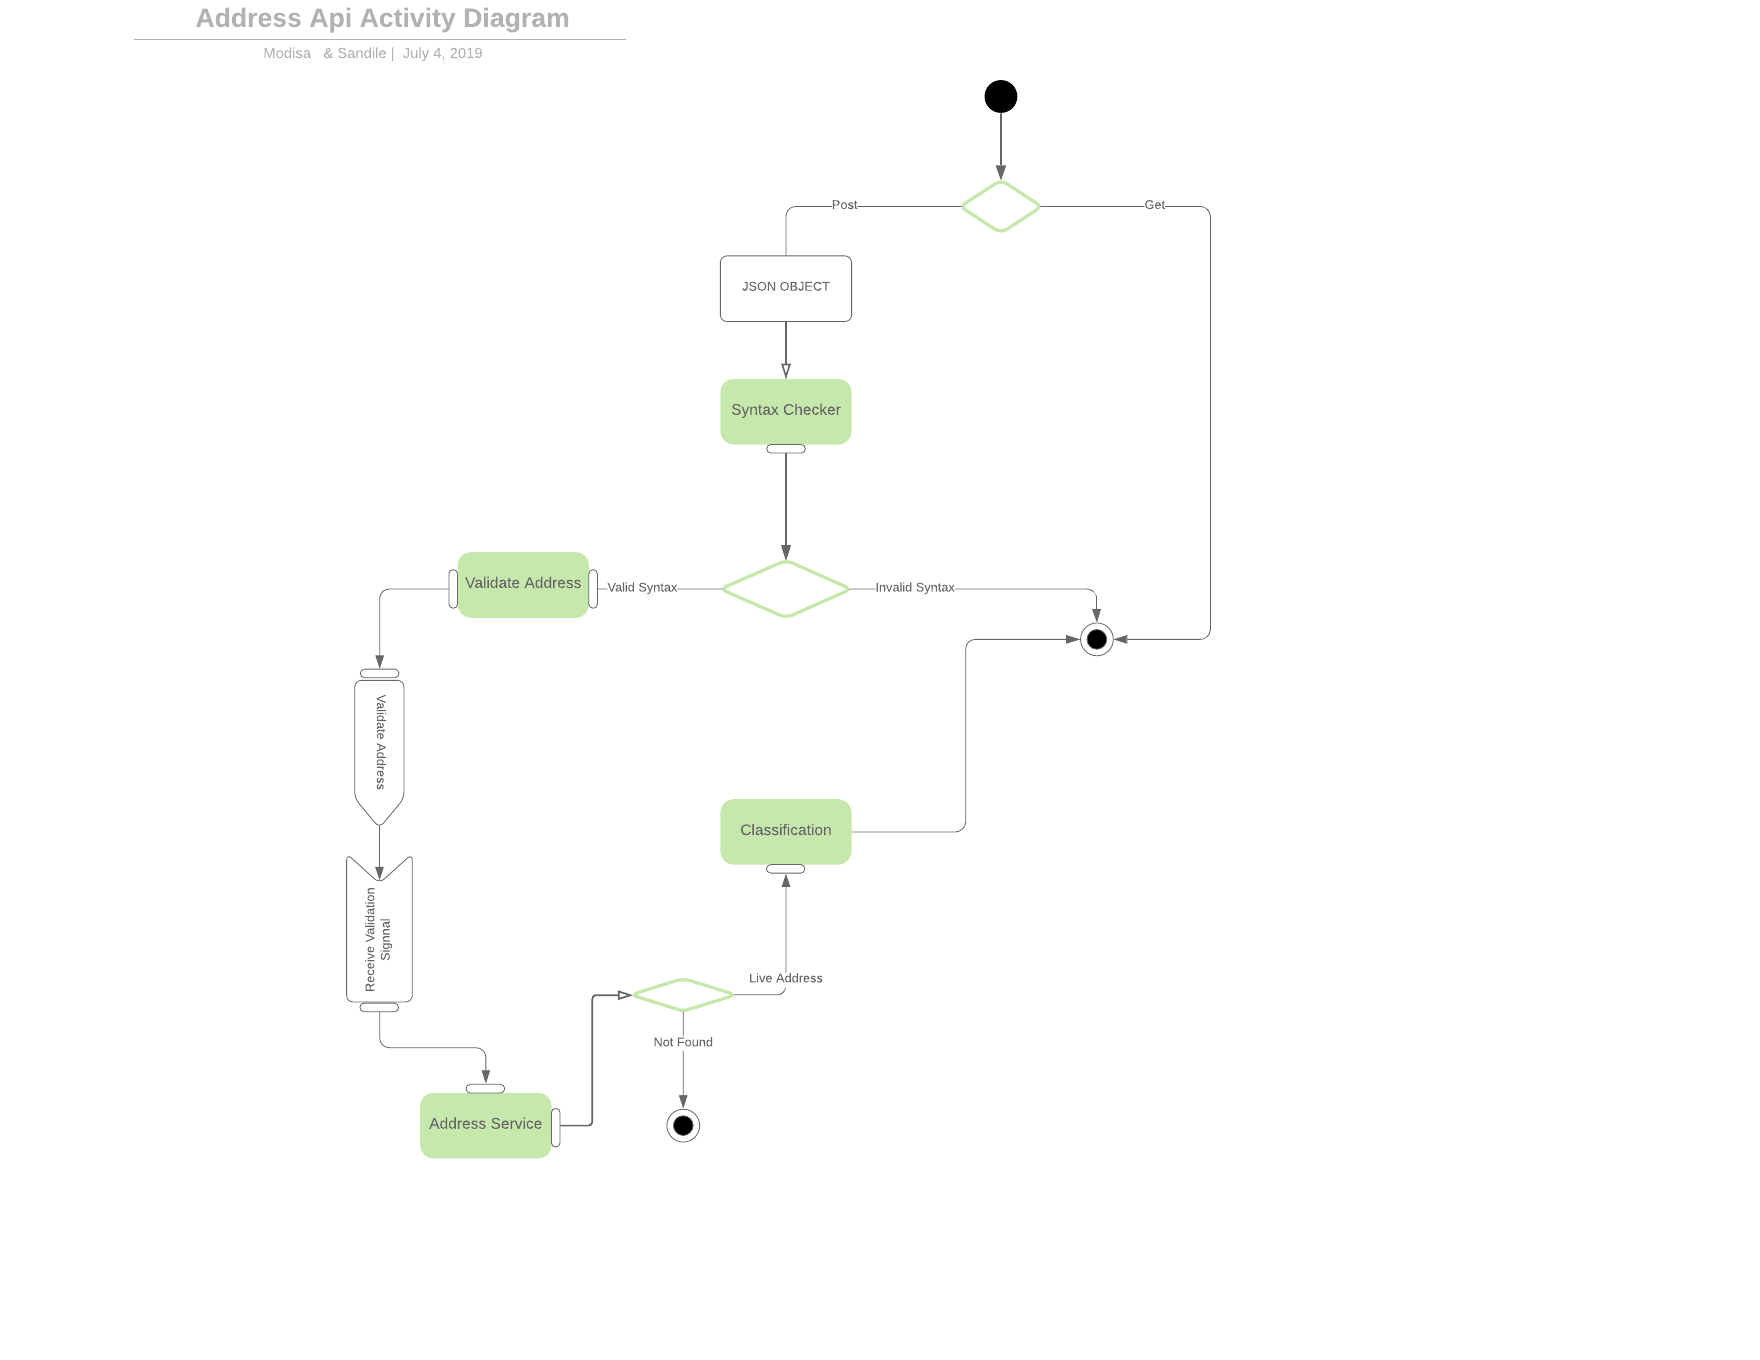 Address Api Activity Diagram
Modisa & Sandile | July 4, 2019
Post
Get
JSON OBJECT
Syntax Checker
Validate Address
Valid Syntax
Invalid Syntax
Validate Address
Classification
Receive Validation
Signnal
Live Address
Not Found
Address Service